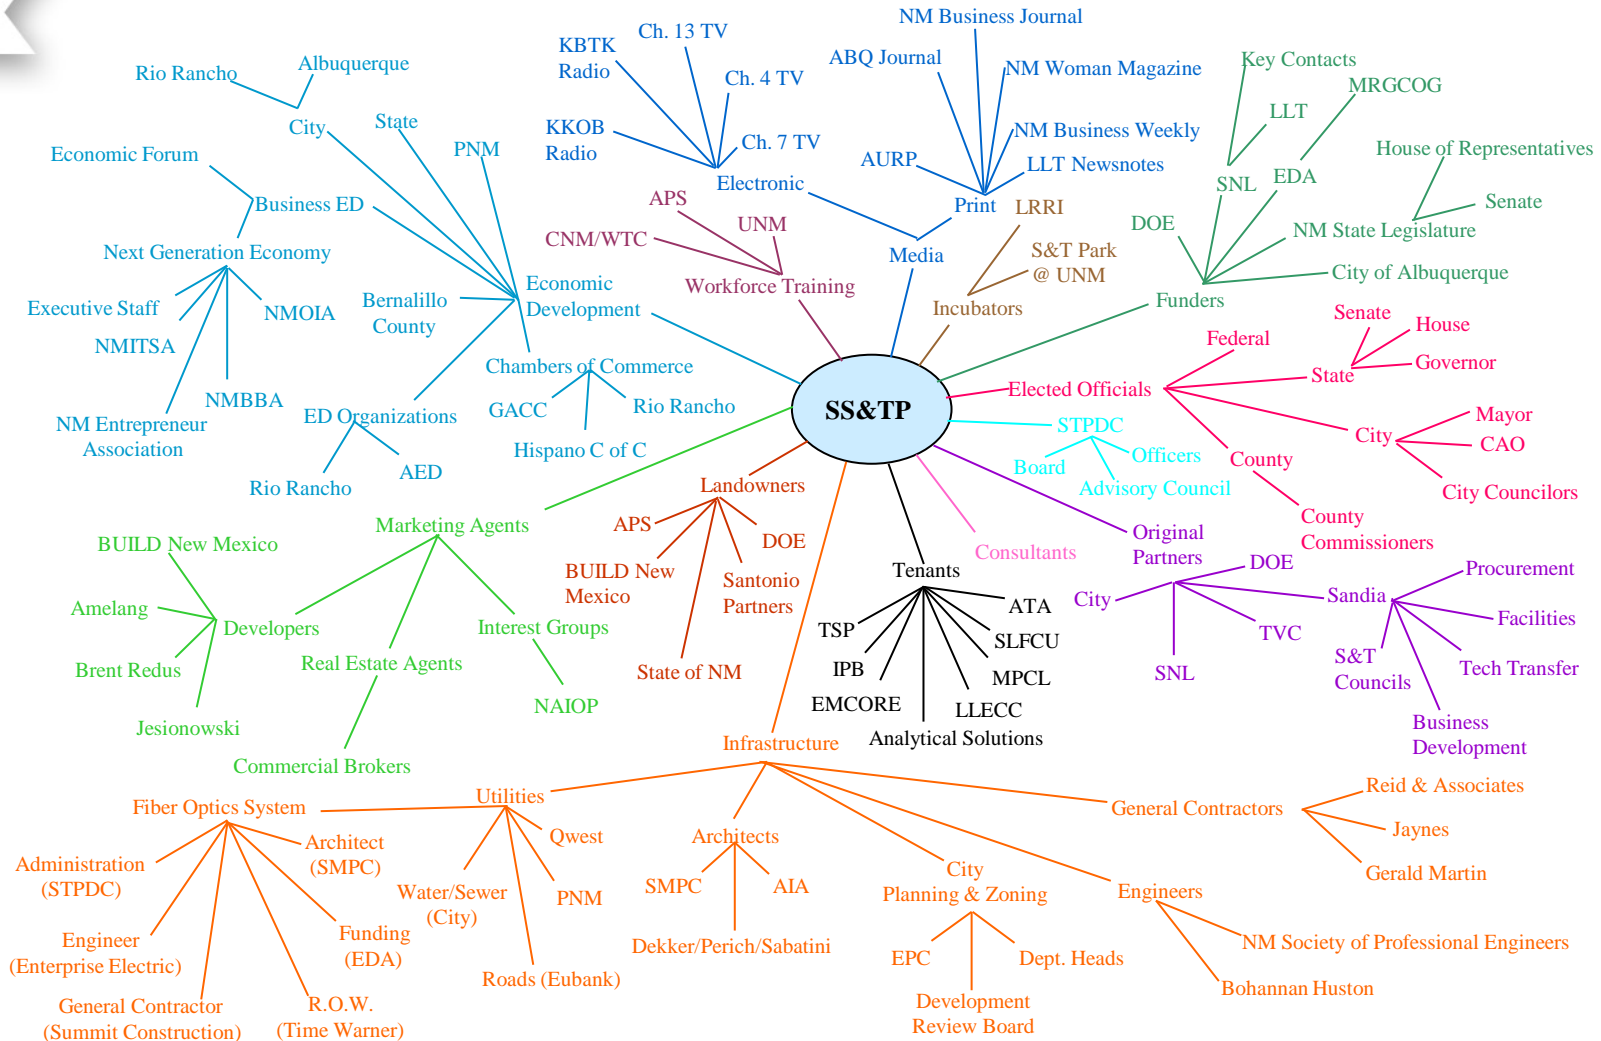 NM Business Journal
Ch. 13 TV
KBTK
Radio
ABQ Journal
Key Contacts
Albuquerque
Rio Rancho
NM Woman Magazine
Ch. 4 TV
MRGCOG
LLT
City
State
KKOB
Radio
NM Business Weekly
Ch. 7 TV
PNM
Economic Forum
AURP
LLT Newsnotes
House of Representatives
Electronic
SNL
EDA
APS
Business ED
Print
LRRI
Senate
UNM
DOE
NM State Legislature
CNM/WTC
Next Generation Economy
Media
S&T Park
@ UNM
City of Albuquerque
Workforce Training
Economic
Development
Bernalillo
County
Incubators
Funders
Executive Staff
NMOIA
NMITSA
Senate
House
Federal
Governor
Chambers of Commerce
State
Elected Officials
NMBBA
GACC
Rio Rancho
SS&TP
ED Organizations
NM Entrepreneur
Association
Mayor
STPDC
City
CAO
Hispano C of C
Officers
Board
County
AED
Rio Rancho
Landowners
Advisory Council
City Councilors
Marketing Agents
APS
County
Commissioners
BUILD New Mexico
DOE
Consultants
Original
Partners
BUILD New
Mexico
Santonio
Partners
Tenants
DOE
Procurement
Amelang
City
Sandia
ATA
Developers
Interest Groups
TSP
SLFCU
TVC
Facilities
Brent Redus
Real Estate Agents
State of NM
IPB
MPCL
SNL
S&T
Councils
Tech Transfer
EMCORE
LLECC
NAIOP
Jesionowski
Analytical Solutions
Business
Development
Infrastructure
Commercial Brokers
Utilities
Fiber Optics System
General Contractors
Reid & Associates
Qwest
Architects
Jaynes
Architect
(SMPC)
Administration
(STPDC)
City
Planning & Zoning
Gerald Martin
SMPC
AIA
Engineers
Water/Sewer
(City)
PNM
Funding
(EDA)
Engineer
(Enterprise Electric)
Dekker/Perich/Sabatini
NM Society of Professional Engineers
EPC
Dept. Heads
Roads (Eubank)
Bohannan Huston
General Contractor
(Summit Construction)
R.O.W.
(Time Warner)
Development
Review Board